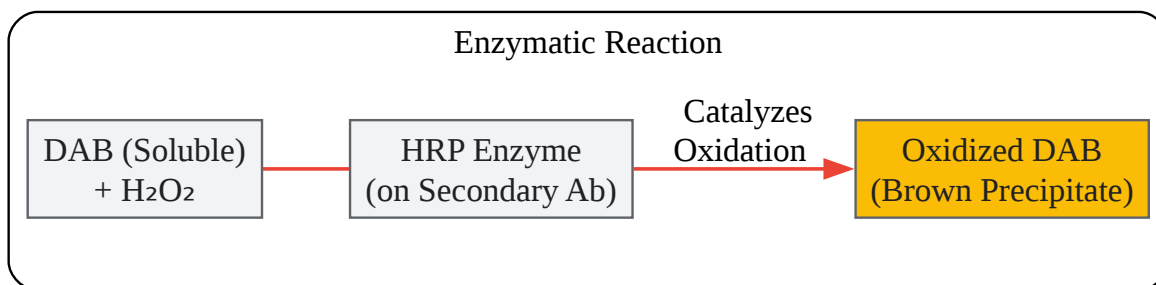 Enzymatic Reaction
DAB (Soluble)
+ H₂O₂
HRP Enzyme
(on Secondary Ab)
Catalyzes
Oxidation
Oxidized DAB
(Brown Precipitate)